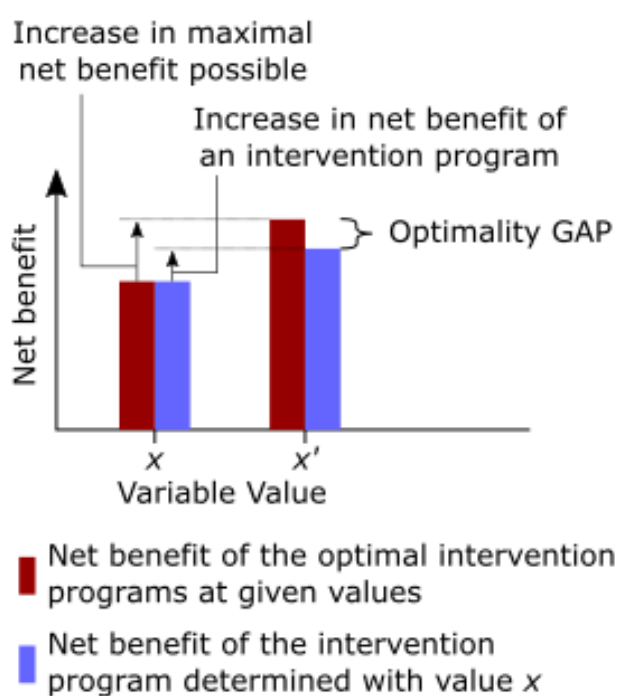 Increase in maximal
net benefit possible
Increase in net benefit of
an intervention program
Optimality GAP
Net benefit
x
x'
Variable Value
Net benefit of the optimal intervention
programs at given values
Net benefit of the intervention
program determined with value x